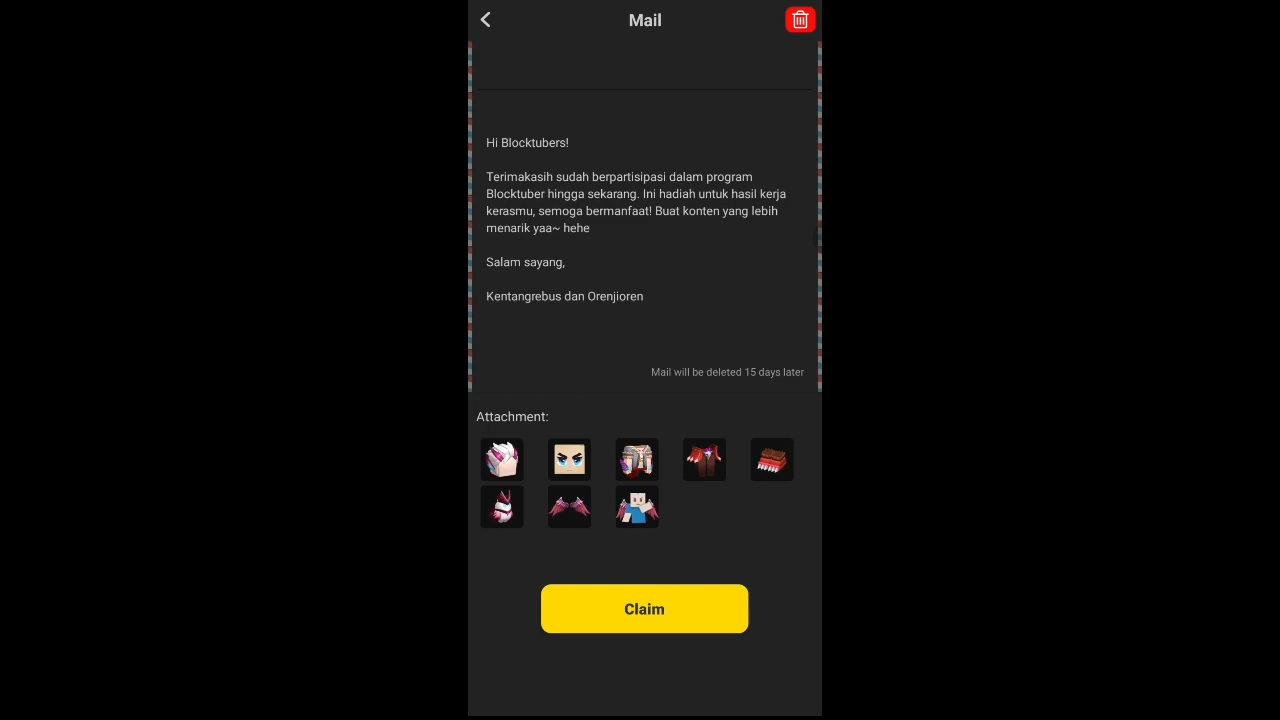 Mail
Hi Blocktubers!
Terimakasih sudah berpartisipasi dalam program
Blocktuber hingga sekarang. Ini hadiah untuk hasil kerja
kerasmu, semoga bermanfaat! Buat konten yang lebih
menarik yaa~ hehe
Salam sayang,
Kentangrebus dan Orenjioren
Mail will be deleted 15 days later
Attachment:
Claim